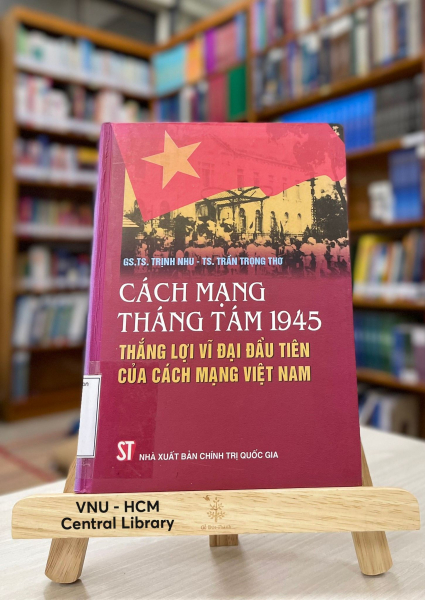 GS.TS. TRỊNH NHU - TS. TRẦN TRỌNG THƠ
CÁCH MẠNG
THÁNG TÁM 1945
THẮNG LỢI VĨ ĐẠI ĐẦU TIÊN
CỦA CÁCH MẠNG VIỆT NAM
ST NHÀ XUẤT BẢN CHÍNH TRỊ QUỐC GIA
VNU - HCM
Central Library